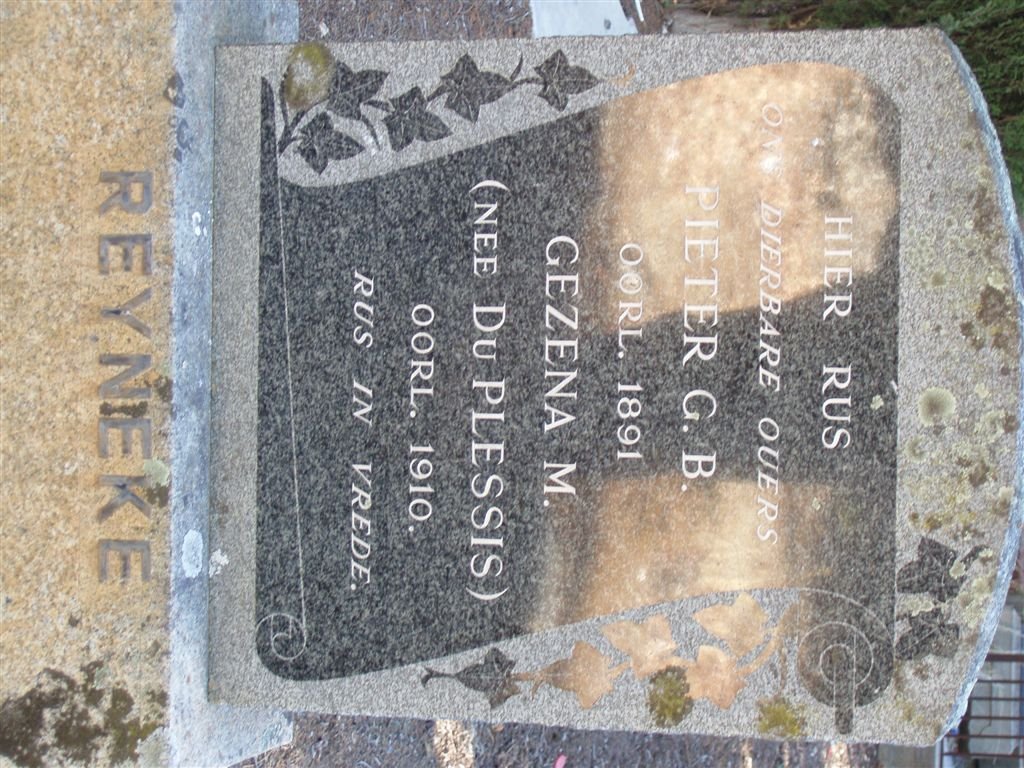 HIER RUS
ONS DIERBARE OUERS
PIETER G. B.
OORL. 1891
GEZENA M.
(NEE DU PLESSIS)
OORL. 1910.
RUS IN VREDE.
REYNEKE